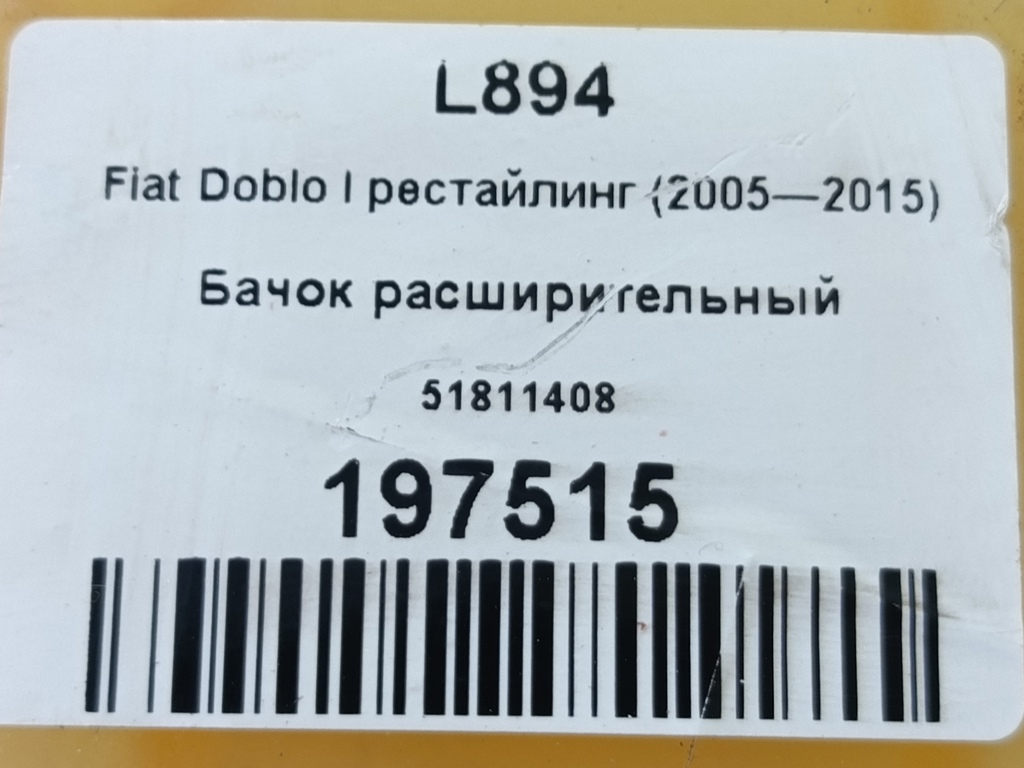 L894
Fiat Doblo I рестайлинг (2005—2015)
Бачок расширительный
51811408
197515